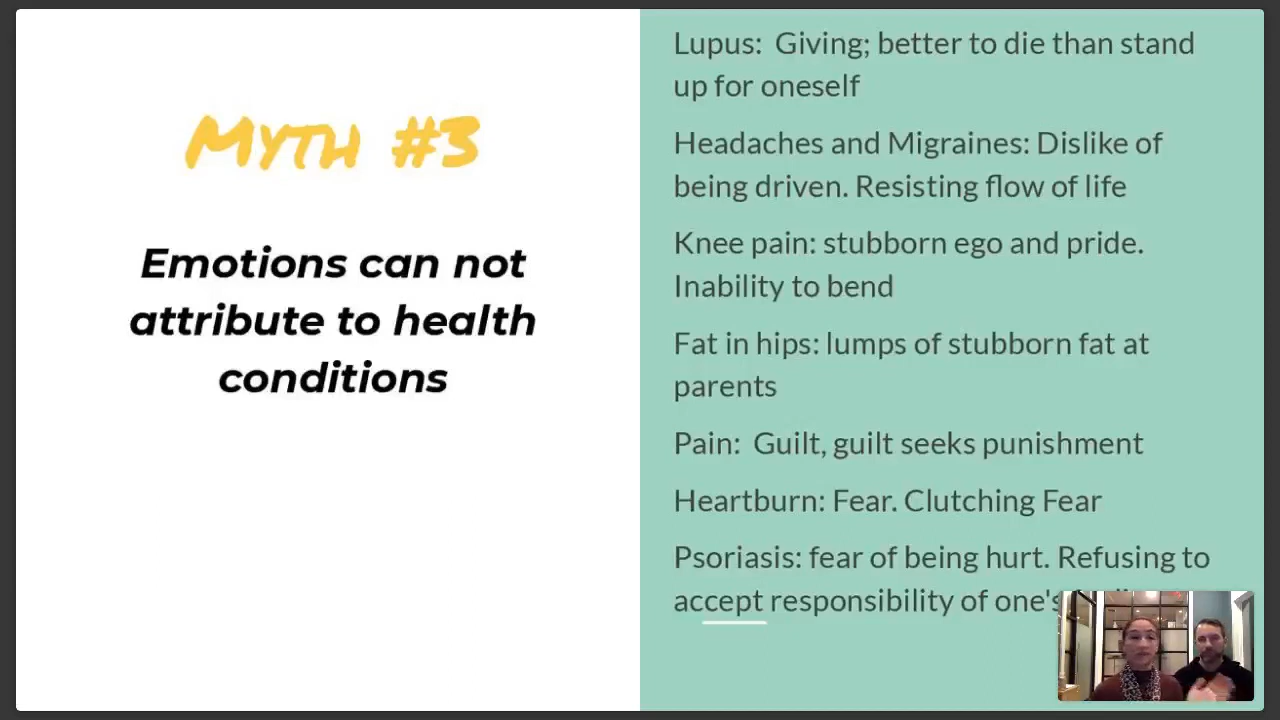 Myth #3
Emotions can not
attribute to health
conditions
Lupus:  Giving; better to die than stand
up for oneself
Headaches and Migraines: Dislike of
being driven. Resisting flow of life
Knee pain: stubborn ego and pride.
Inability to bend
Fat in hips: lumps of stubborn fat at
parents
Pain:  Guilt, guilt seeks punishment
Heartburn: Fear. Clutching Fear
Psoriasis: fear of being hurt. Refusing to
accept responsibility of one's